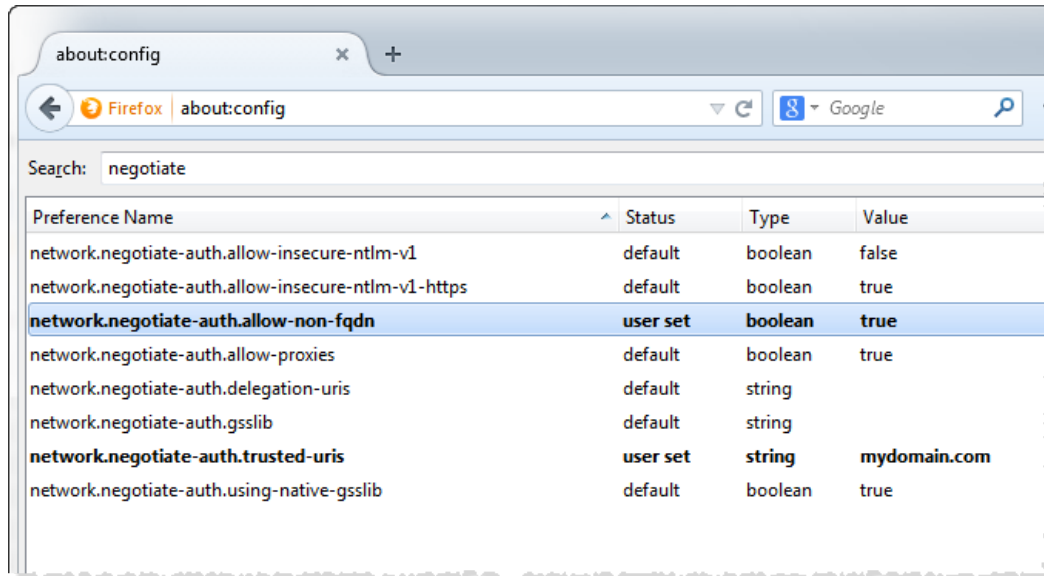 about:config
Firefox about:config Google
Search: negotiate
Preference Name Status Type Value
network.negotiate-auth.allow-insecure-ntlm-v1 default boolean false
network.negotiate-auth.allow-insecure-ntlm-v1-https default boolean true
network.negotiate-auth.allow-non-fqdn user set boolean true
network.negotiate-auth.allow-proxies default boolean true
network.negotiate-auth.delegation-uris default string
network.negotiate-auth.gsslib default string
network.negotiate-auth.trusted-uris user set string mydomain.com
network.negotiate-auth.using-native-gsslib default boolean true